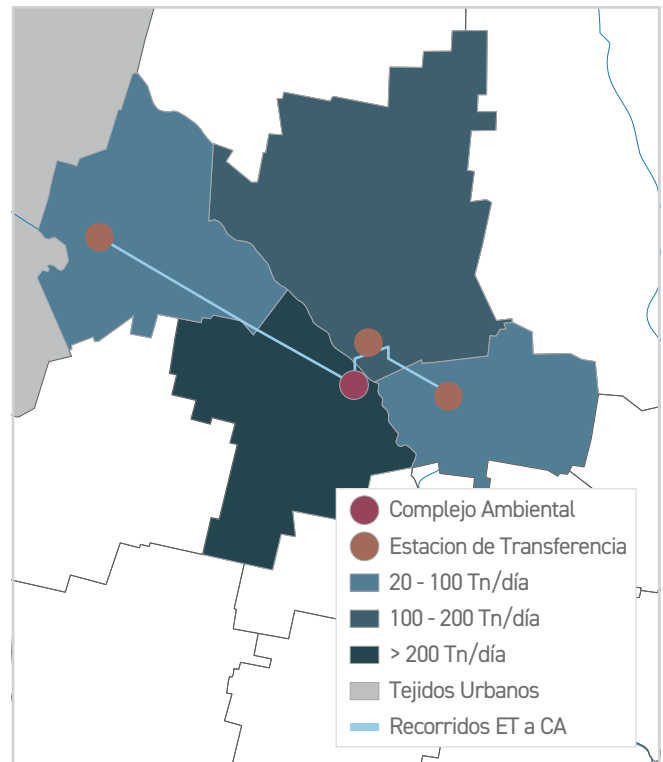 Complejo Ambiental
Estacion de Transferencia
20 - 100 Tn/día
100 - 200 Tn/día
> 200 Tn/día
Tejidos Urbanos
Recorridos ET a CA